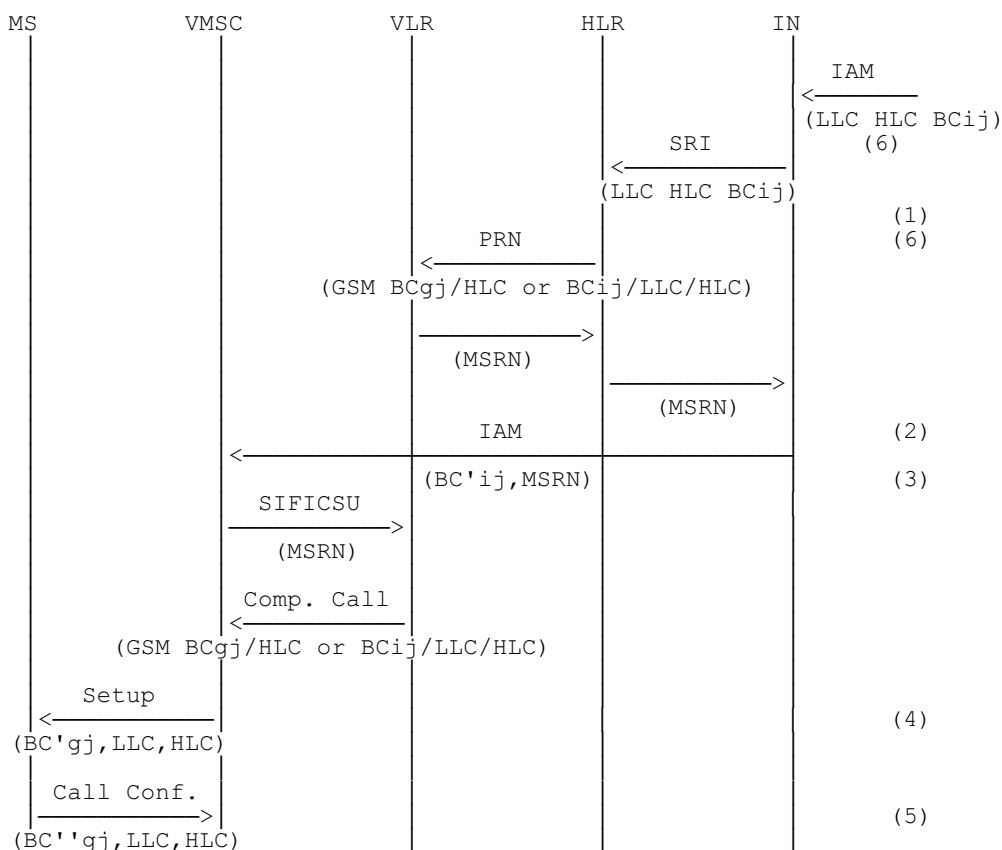 MS VMSC VLR HLR IN
IAM
(LLC HLC BCij)
SRI (6)
(LLC HLC BCij)
(1)
PRN (6)
(GSM BCgj/HLC or BCij/LLC/HLC)
(MSRN)
(MSRN)
IAM (2)
(BC'ij,MSRN) (3)
SIFICSU
(MSRN)
Comp. Call
(GSM BCgj/HLC or BCij/LLC/HLC)
Setup
(4)
(BC'gj,LLC,HLC)
Call Conf.
(5)
(BC''gj,LLC,HLC)